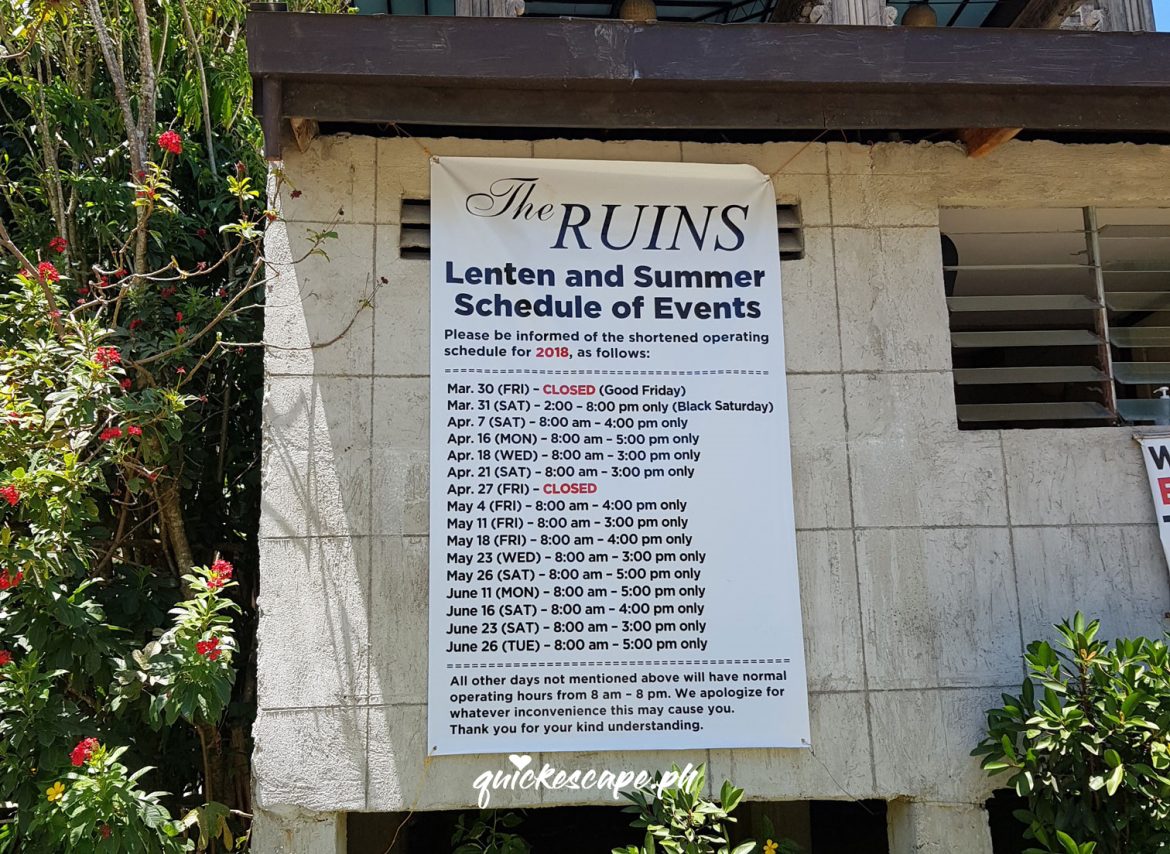 The RUINS
Lenten and Summer
Schedule of Events
Please be informed of the shortened operating
schedule for 2018, as follows:
Mar. 30 (FRI) – CLOSED (Good Friday)
Mar. 31 (SAT) – 2:00 – 8:00 pm only (Black Saturday)
Apr. 7 (SAT) – 8:00 am – 4:00 pm only
Apr. 16 (MON) – 8:00 am – 5:00 pm only
Apr. 18 (WED) – 8:00 am – 3:00 pm only
Apr. 21 (SAT) – 8:00 am – 3:00 pm only
Apr. 27 (FRI) – CLOSED
May 4 (FRI) – 8:00 am – 4:00 pm only
May 11 (FRI) – 8:00 am – 3:00 pm only
May 18 (FRI) – 8:00 am – 4:00 pm only
May 23 (WED) – 8:00 am – 3:00 pm only
May 26 (SAT) – 8:00 am – 5:00 pm only
June 11 (MON) – 8:00 am – 5:00 pm only
June 16 (SAT) – 8:00 am – 4:00 pm only
June 23 (SAT) – 8:00 am – 3:00 pm only
June 26 (TUE) – 8:00 am – 5:00 pm only
All other days not mentioned above will have normal
operating hours from 8 am – 8 pm. We apologize for
whatever inconvenience this may cause you.
Thank you for your kind understanding.
quickescape.ph